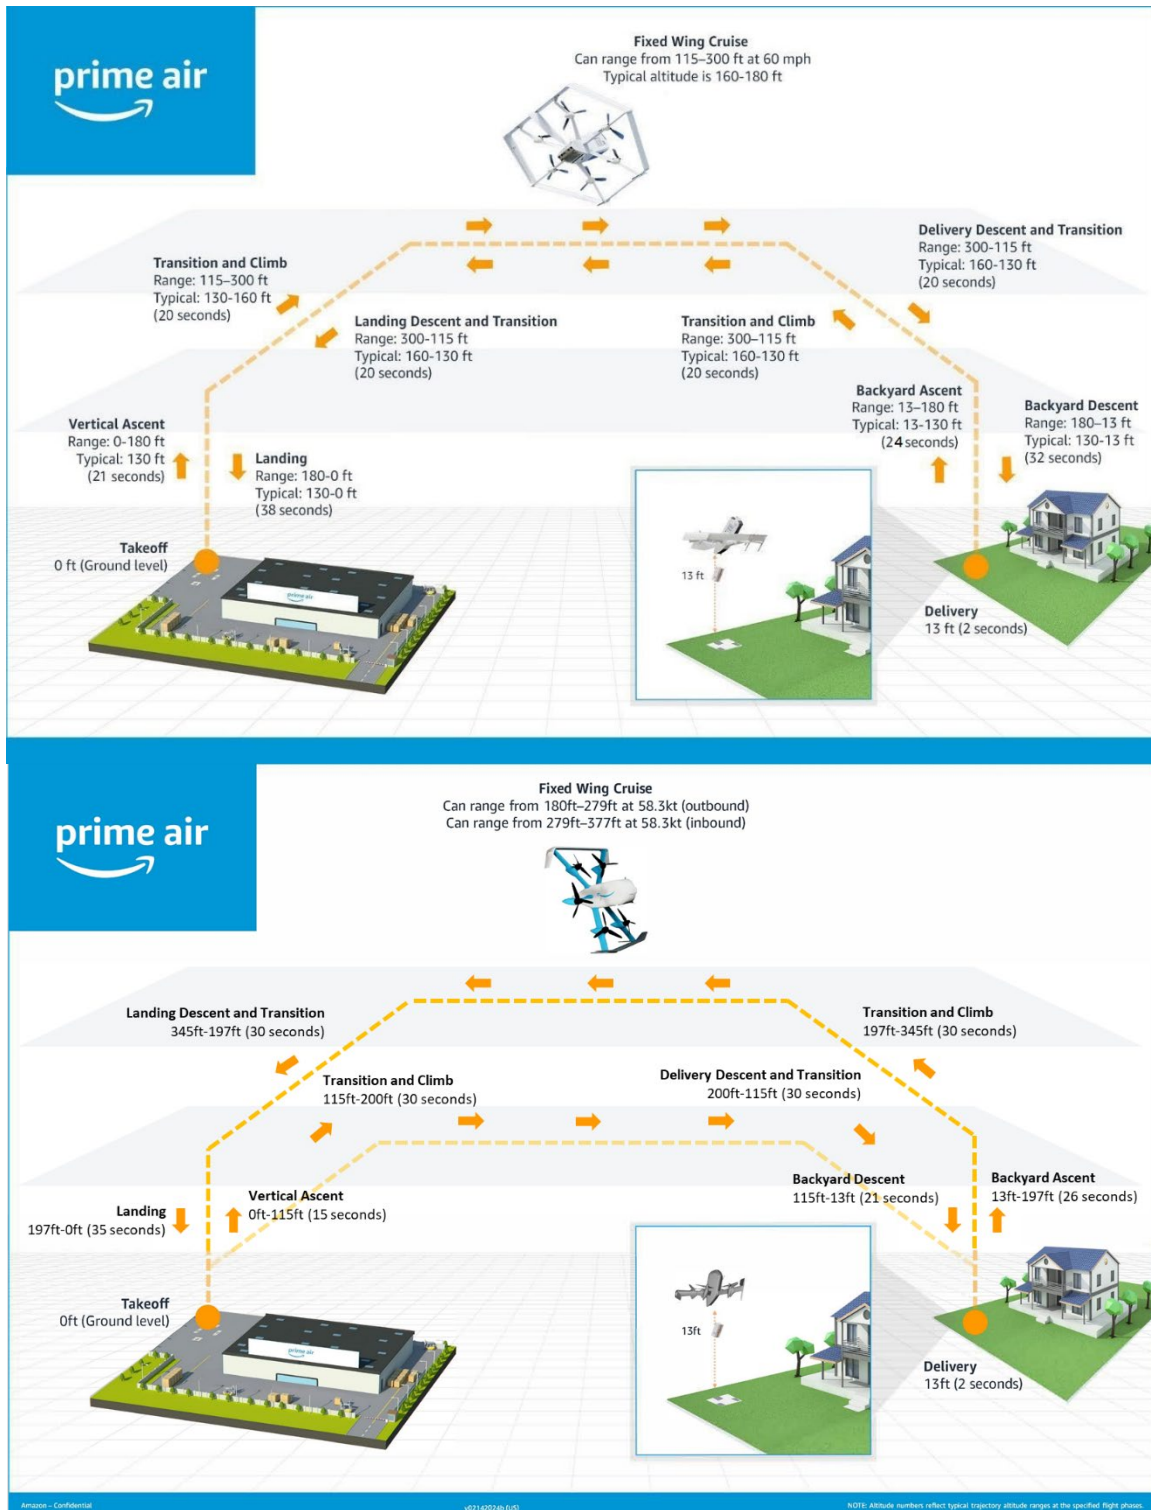 prime air
Fixed Wing Cruise
Can range from 115–300 ft at 60 mph
Typical altitude is 160-180 ft
Delivery Descent and Transition
Range: 300-115 ft
Typical: 160-130 ft
(20 seconds)
Transition and Climb
Range: 115–300 ft
Typical: 130-160 ft
(20 seconds)
Landing Descent and Transition
Range: 300-115 ft
Typical: 160-130 ft
(20 seconds)
Transition and Climb
Range: 300–115 ft
Typical: 160-130 ft
(20 seconds)
Backyard Ascent
Range: 13–180 ft
Typical: 13-130 ft
(24 seconds)
Backyard Descent
Range: 180–13 ft
Typical: 130-13 ft
(32 seconds)
Vertical Ascent
Range: 0-180 ft
Typical: 130 ft
(21 seconds)
Landing
Range: 180-0 ft
Typical: 130-0 ft
(38 seconds)
Takeoff
0 ft (Ground level)
prime air
13 ft
Delivery
13 ft (2 seconds)
prime air
Fixed Wing Cruise
Can range from 180ft–279ft at 58.3kt (outbound)
Can range from 279ft–377ft at 58.3kt (inbound)
Landing Descent and Transition
345ft-197ft (30 seconds)
Transition and Climb
197ft-345ft (30 seconds)
Transition and Climb
115ft-200ft (30 seconds)
Delivery Descent and Transition
200ft-115ft (30 seconds)
Backyard Descent
115ft-13ft (21 seconds)
Backyard Ascent
13ft-197ft (26 seconds)
Vertical Ascent
0ft-115ft (15 seconds)
Landing
197ft-0ft (35 seconds)
Takeoff
0ft (Ground level)
prime air
13ft
Delivery
13ft (2 seconds)
Amazon – Confidential
v02142024b (US)
NOTE: Altitude numbers reflect typical trajectory altitude ranges at the specified flight phases.